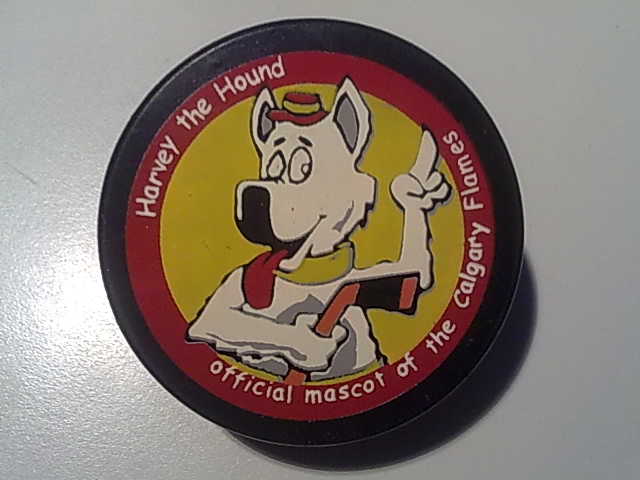 Harvey the Hound
official mascot of the Calgary Flames